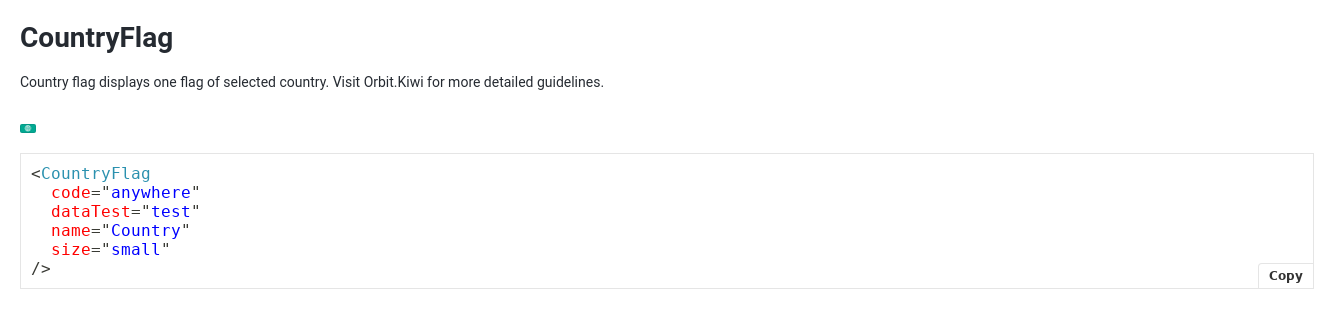 CountryFlag
Country flag displays one flag of selected country. Visit Orbit.Kiwi for more detailed guidelines.
<CountryFlag
  code="anywhere"
  dataTest="test"
  name="Country"
  size="small"
/>
Copy